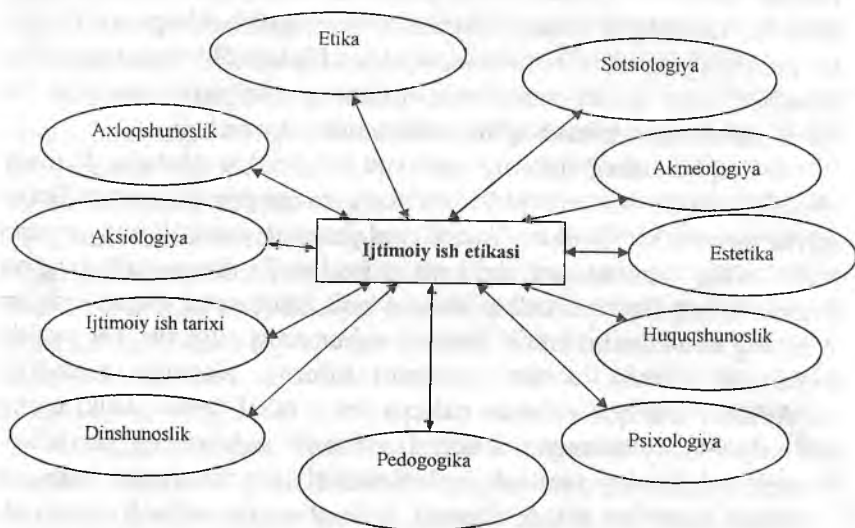 Etika
Sotsiologiya
Axloqshunoslik
Akmeologiya
Aksiologiya
Ijtimoiy ish etikasi
Estetika
Ijtimoiy ish tarixi
Huquqshunoslik
Dinshunoslik
Pedogogika
Psixologiya